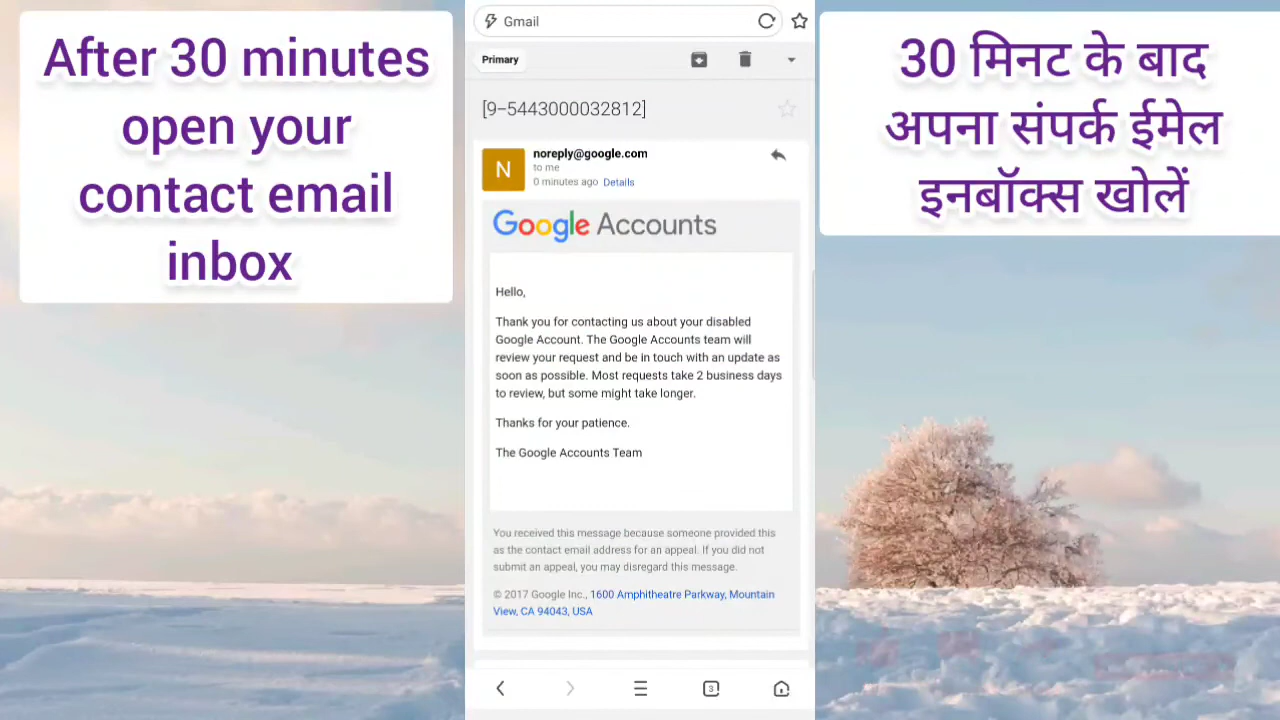 After 30 minutes
open your
contact email
inbox
Gmail
Primary
[9-5443000032812]
N
noreply@google.com
to me
0 minutes ago Details
Google Accounts
Hello,
Thank you for contacting us about your disabled
Google Account. The Google Accounts team will
review your request and be in touch with an update as
soon as possible. Most requests take 2 business days
to review, but some might take longer.
Thanks for your patience.
The Google Accounts Team
You received this message because someone provided this
as the contact email address for an appeal. If you did not
submit an appeal, you may disregard this message.
© 2017 Google Inc., 1600 Amphitheatre Parkway, Mountain
View, CA 94043, USA
3
30 मिनट के बाद
अपना संपर्क ईमेल
इनबॉक्स खोलें